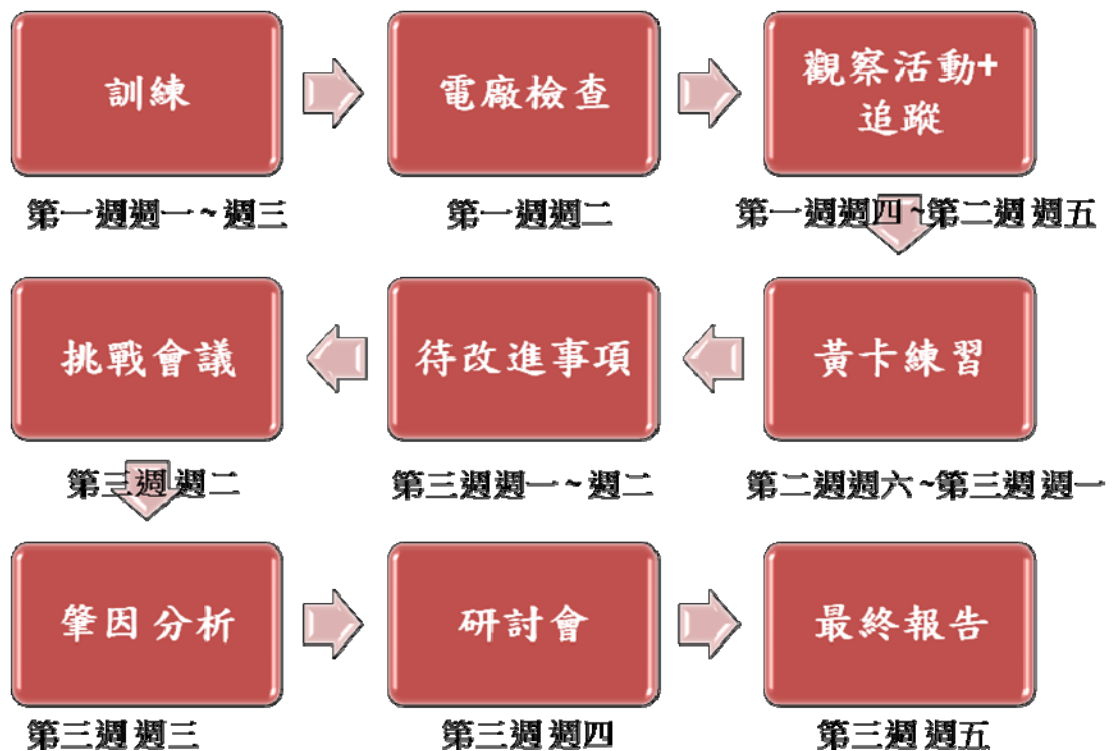 訓練
電廠檢查
觀察活動+
追蹤
第一週週一~週三
第一週週二
第一週週四~第二週週五
挑戰會議
待改進事項
黃卡練習
第三週週二
第三週週一~週二
第二週週六~第三週週一
肇因分析
研討會
最終報告
第三週週三
第三週週四
第三週週五